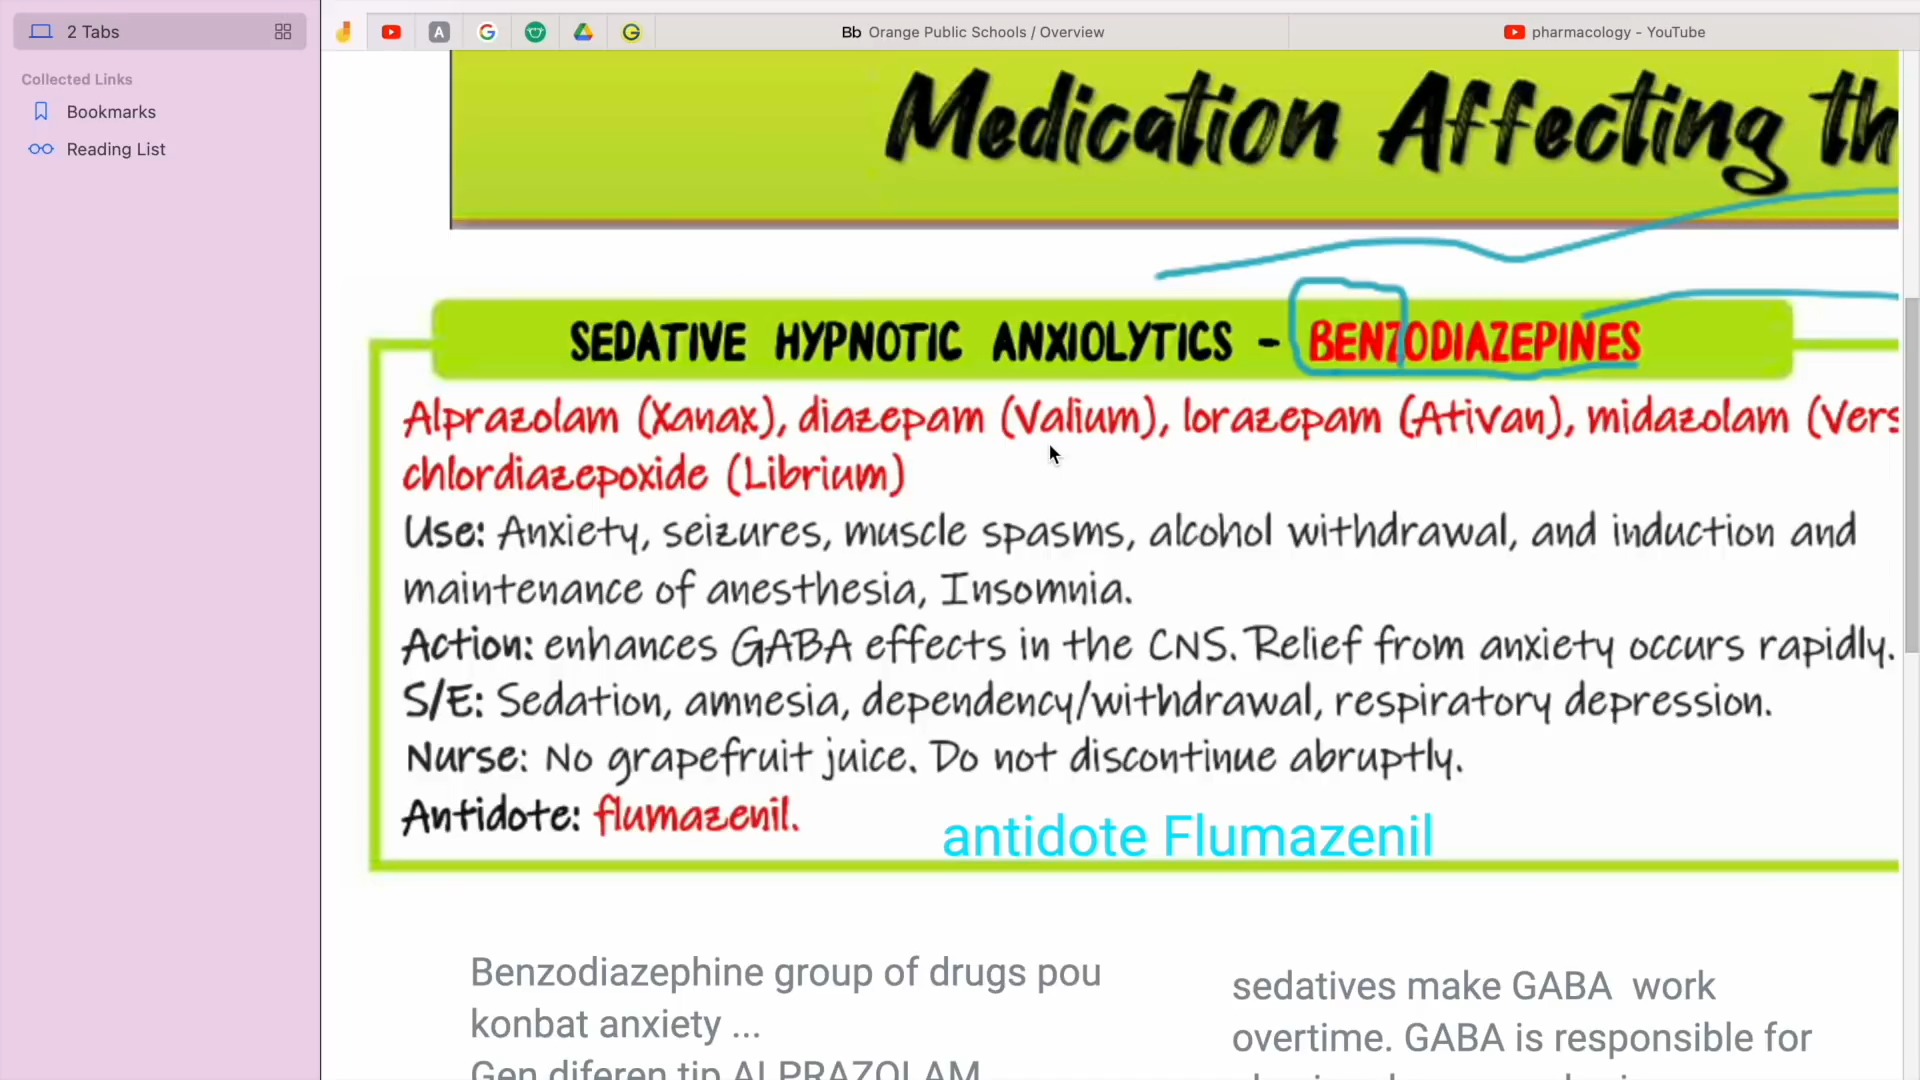 2 Tabs
Collected Links
Bookmarks
Reading List
A
G
G
Bb Orange Public Schools / Overview
pharmacology - YouTube
Medication Affecting th
SEDATIVE HYPNOTIC ANXIOLYTICS - BENZODIAZEPINES
Alprazolam (Xanax), diazepam (Valium), lorazepam (Ativan), midazolam (Vers
chlordiazepoxide (Librium)
Use: Anxiety, seizures, muscle spasms, alcohol withdrawal, and induction and
maintenance of anesthesia, Insomnia.
Action: enhances GABA effects in the CNS. Relief from anxiety occurs rapidly.
S/E: Sedation, amnesia, dependency/withdrawal, respiratory depression.
Nurse: No grapefruit juice. Do not discontinue abruptly.
Antidote: flumazenil.
antidote Flumazenil
Benzodiazephine group of drugs pou
konbat anxiety ...
Gen diferen tip ALPRAZOLAM
sedatives make GABA work
overtime. GABA is responsible for